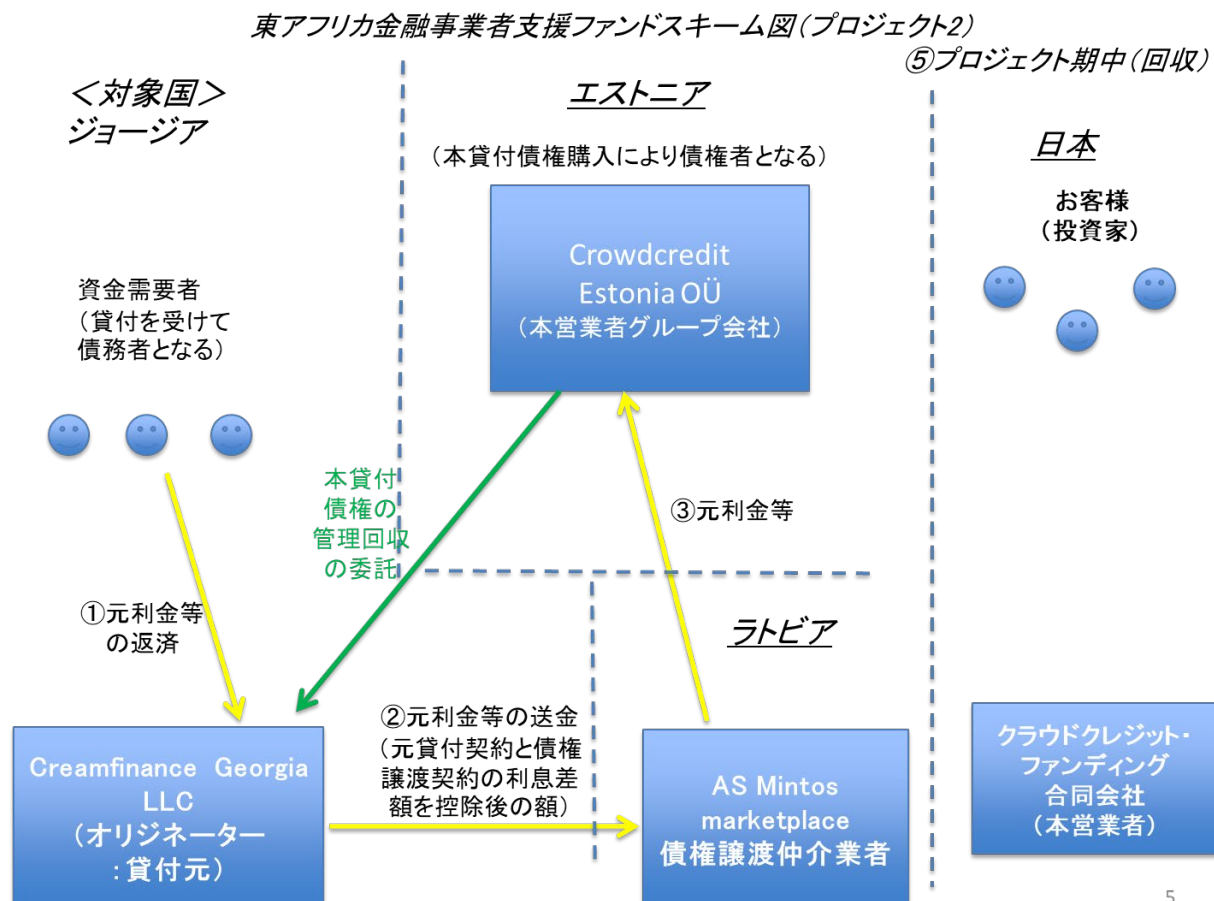 東アフリカ金融事業者支援ファンドスキーム図(プロジェクト2)
⑤プロジェクト期中(回収)
<対象国>
ジョージア
エストニア
(本貸付債権購入により債権者となる)
日本
お客様
(投資家)
Crowdcredit
Estonia OÜ
(本営業者グループ会社)
資金需要者
(貸付を受けて
債務者となる)
本貸付
債権の
管理回収
の委託
③元利金等
①元利金等
の返済
ラトビア
②元利金等の送金
(元貸付契約と債権
譲渡契約の利息差
額を控除後の額)
Creamfinance Georgia
LLC
(オリジネーター
:貸付元)
AS Mintos
marketplace
債権譲渡仲介業者
クラウドクレジット・
ファンディング
合同会社
(本営業者)
5